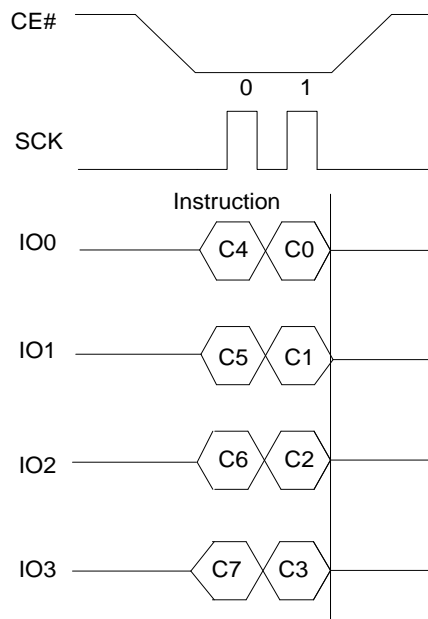 CE#
0 1
SCK
Instruction
IO0 C4 C0
IO1 C5 C1
IO2 C6 C2
IO3 C7 C3